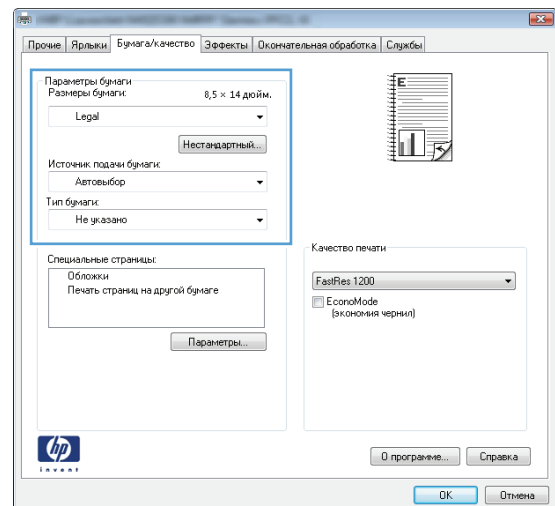 Прочие Ярлыки Бумага/качество Эффекты Окончательная обработка Службы
Параметры бумаги
Размеры бумаги: 8,5 × 14 дюйм.
Legal
Нестандартный...
Источник подачи бумаги:
Автовыбор
Тип бумаги:
Не указано
Специальные страницы:
Обложки
Печать страниц на другой бумаге
Параметры...
E
Качество печати
FastRes 1200
EconoMode
(экономия чернил)
hp
invent
О программе... Справка
OK Отмена